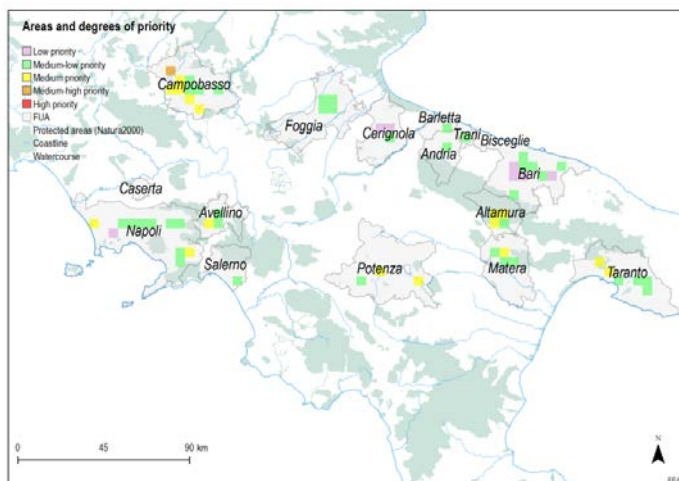 Areas and degrees of priority
Low priority
Medium-low priority
Medium priority
Medium-high priority
High priority
FUA
Protected areas (Natura2000)
Coastline
Watercourse
Campobasso
Foggia
Cerignola
Barletta
Trani
Bisceglie
Andria
Bari
Caserta
Avellino
Napoli
Altamura
Salerno
Potenza
Matera
Taranto
0 45 90 km
N